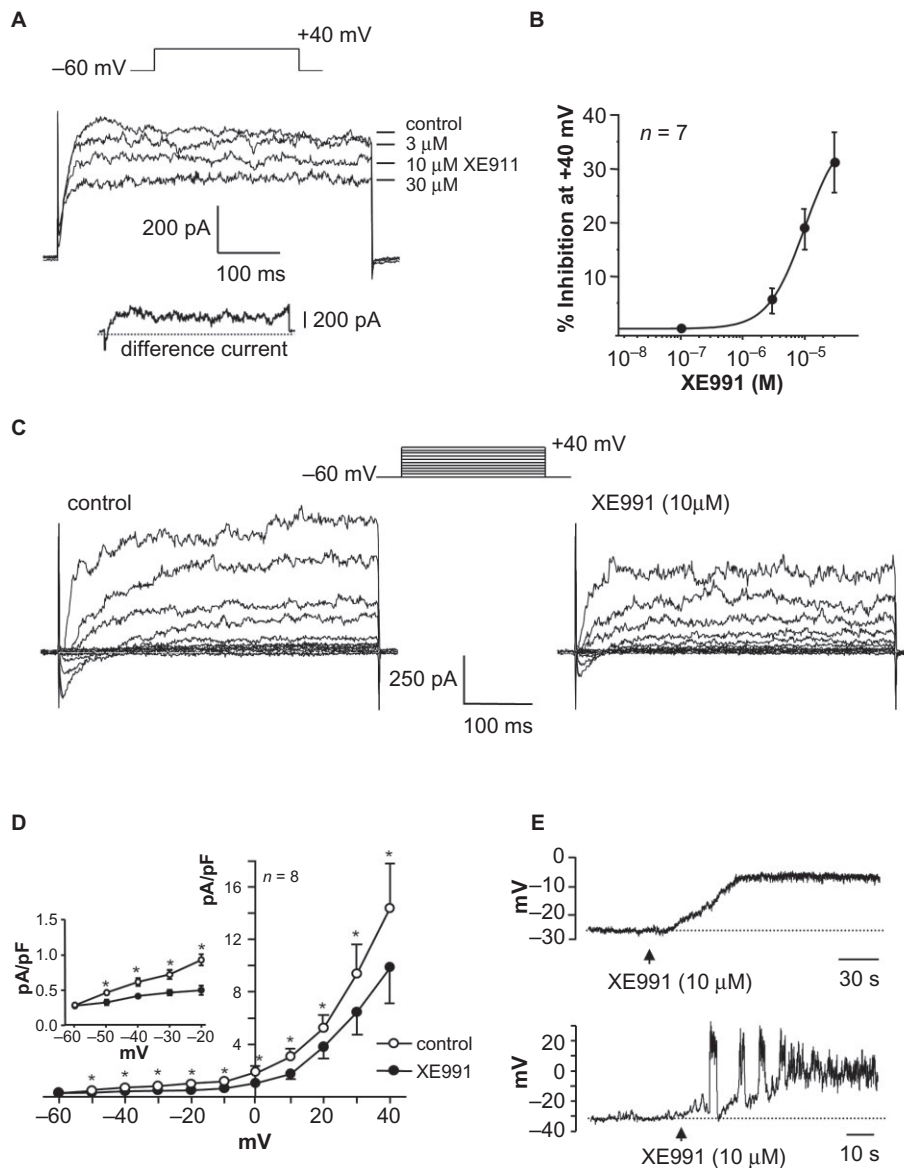 A
+40 mV
–60 mV
control
3 μM
10 μM XE911
30 μM
200 pA
100 ms
200 pA
difference current
B
% Inhibition at +40 mV
n = 7
40
30
20
10
10⁻⁸ 10⁻⁷ 10⁻⁶ 10⁻⁵
XE991 (M)
C
+40 mV
–60 mV
control
XE991 (10μM)
250 pA
100 ms
D
pA/pF
n = 8
16
12
8
4
control
XE991
–60 –40 –20 0 20 40
mV
pA/pF
1.5
1.0
0.5
0.0
–60 –50 –40 –30 –20
mV
* * * *
* * * * * * * * * *
E
mV
0
–10
–20
–30
XE991 (10 μM)
30 s
mV
20
0
–20
–40
XE991 (10 μM)
10 s